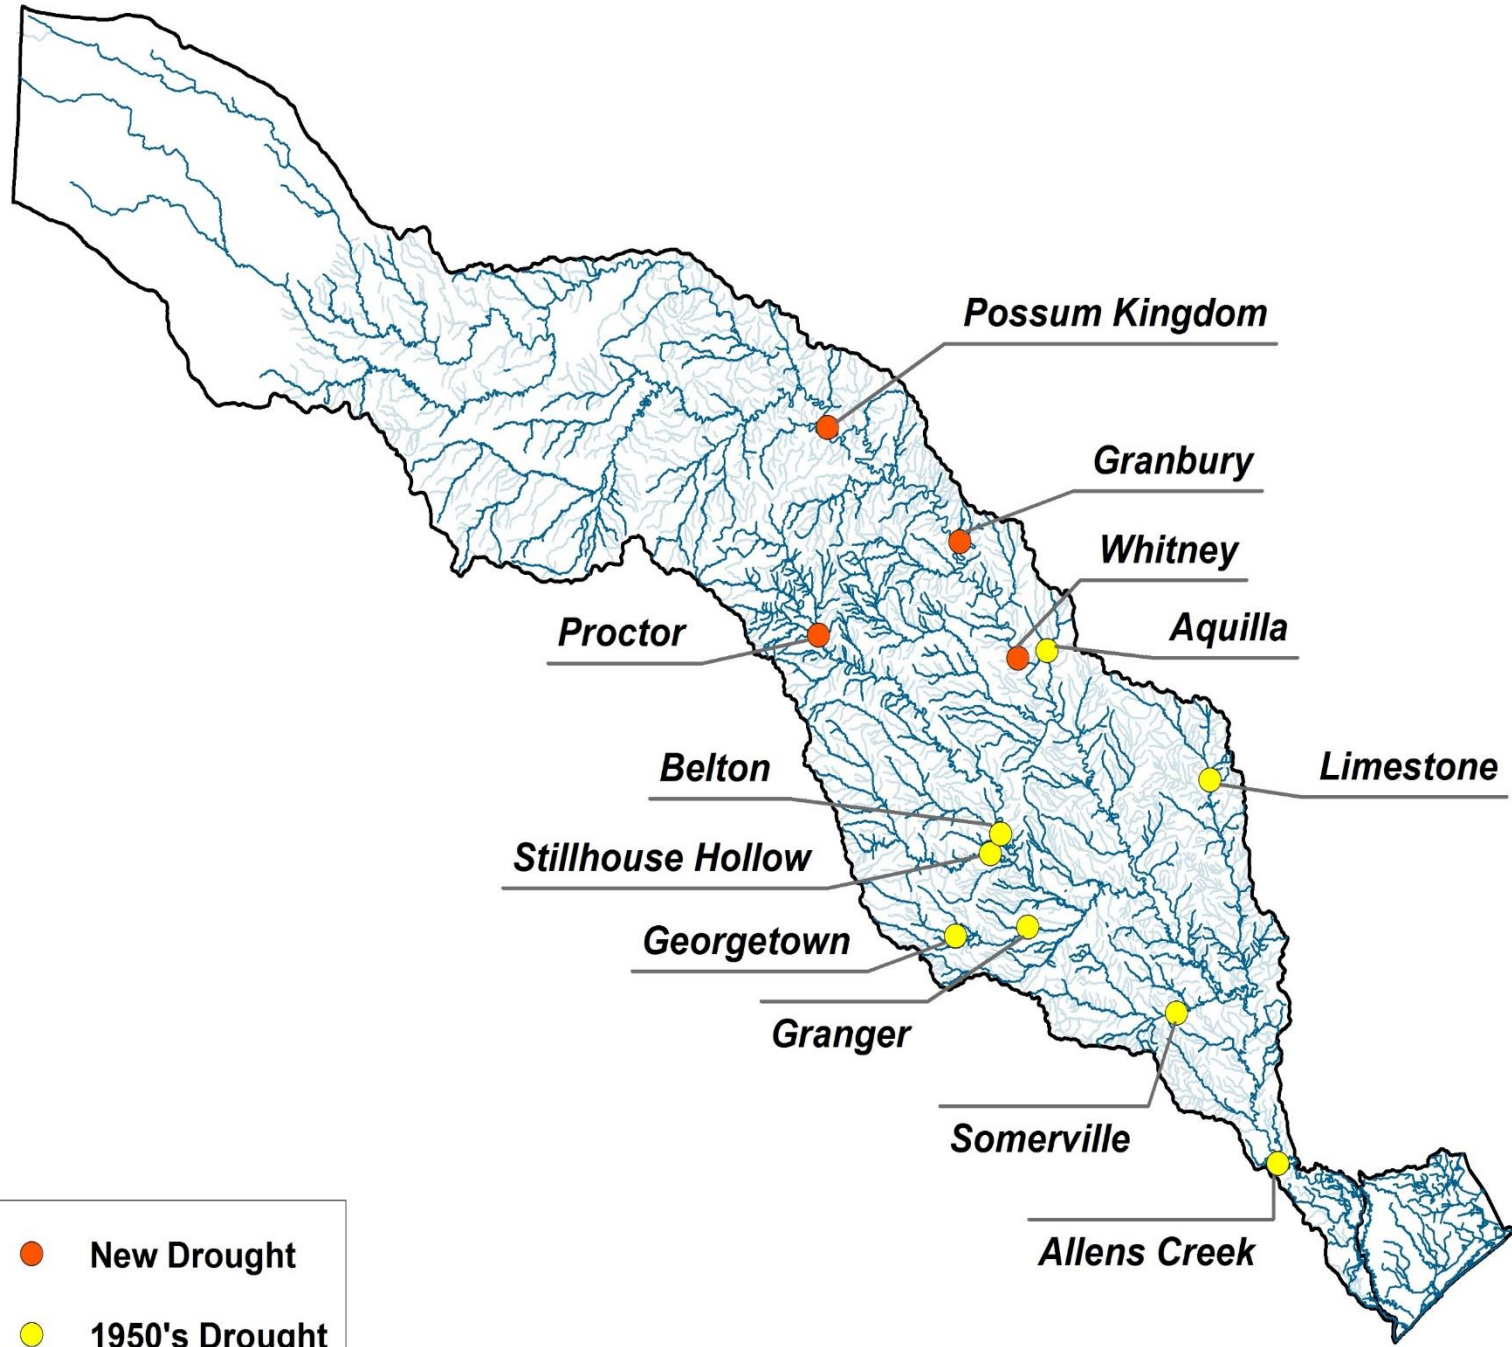 Possum Kingdom
Granbury
Whitney
Proctor
Aquilla
Belton
Limestone
Stillhouse Hollow
Georgetown
Granger
Somerville
Allens Creek
New Drought
1950's Drought